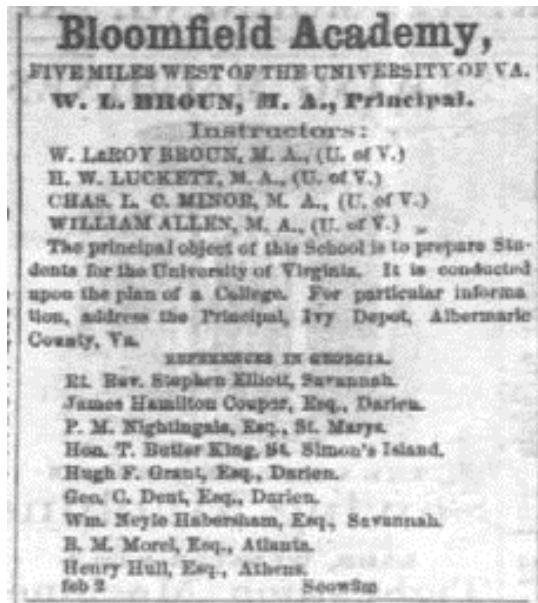 Bloomfield Academy,
FIVE MILES WEST OF THE UNIVERSITY OF VA.
W. L. BROUN, M. A., Principal.
Instructors:
W. LeROY BROUN, M. A., (U. of V.)
H. W. LUCKETT, M. A., (U. of V.)
CHAS. L. C. MINOR, M. A., (U. of V.)
WILLIAM ALLEN, M. A., (U. of V.)
The principal object of this School is to prepare Stu-
dents for the University of Virginia. It is conducted
upon the plan of a College. For particular informa
tion, address the Principal, Ivy Depot, Albermarle
County, Va.
REFERENCES IN GEORGIA.
Rt. Rev. Stephen Elliott, Savannah.
James Hamilton Couper, Esq., Darien.
P. M. Nightingale, Esq., St. Marys.
Hon. T. Butler King, St. Simon's Island.
Hugh F. Grant, Esq., Darien.
Geo. C. Dent, Esq., Darien.
Wm. Neyle Habersham, Esq., Savannah.
B. M. Morel, Esq., Atlanta.
Henry Hull, Esq., Athens.
feb 2